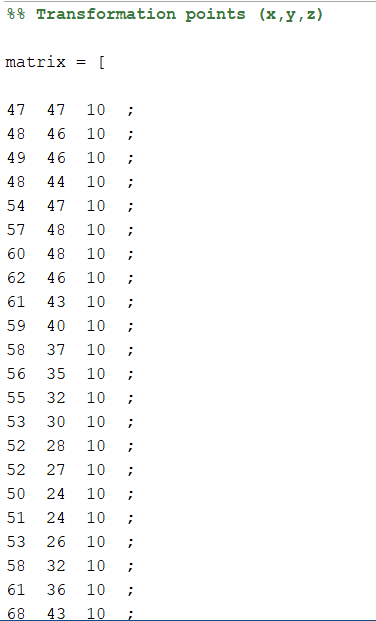 %% Transformation points (x,y,z)
matrix = [
47 47 10 ;
48 46 10 ;
49 46 10 ;
48 44 10 ;
54 47 10 ;
57 48 10 ;
60 48 10 ;
62 46 10 ;
61 43 10 ;
59 40 10 ;
58 37 10 ;
56 35 10 ;
55 32 10 ;
53 30 10 ;
52 28 10 ;
52 27 10 ;
50 24 10 ;
51 24 10 ;
53 26 10 ;
58 32 10 ;
61 36 10 ;
68 43 10 ;